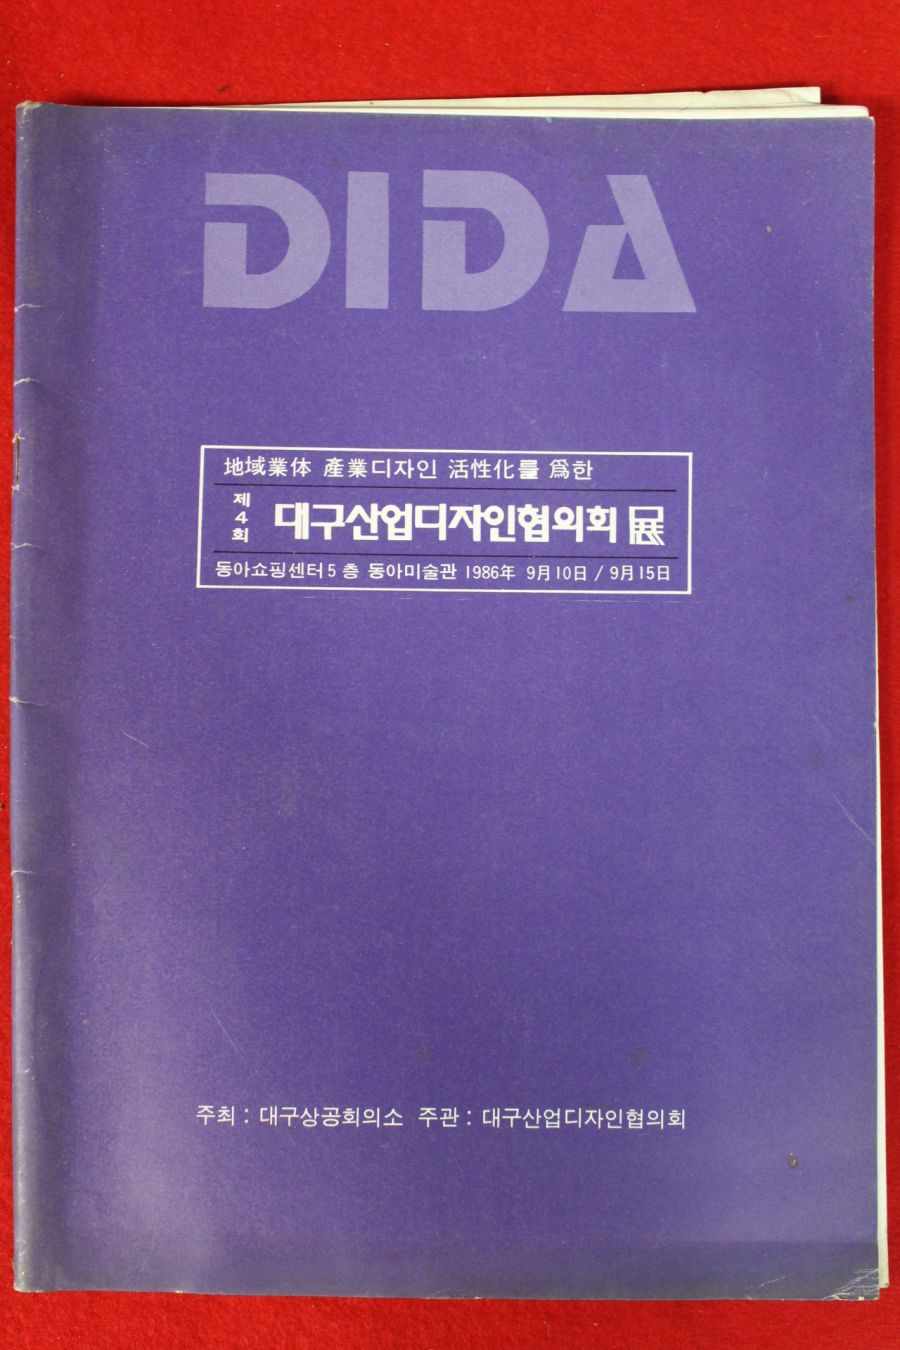 DIDA
地域業体 産業디자인 活性化를 爲한
제4회 대구산업디자인협의회 展
동아쇼핑센터 5 층 동아미술관 1986年 9月 10日 / 9月 15日
주최 : 대구상공회의소 주관 : 대구산업디자인협의회